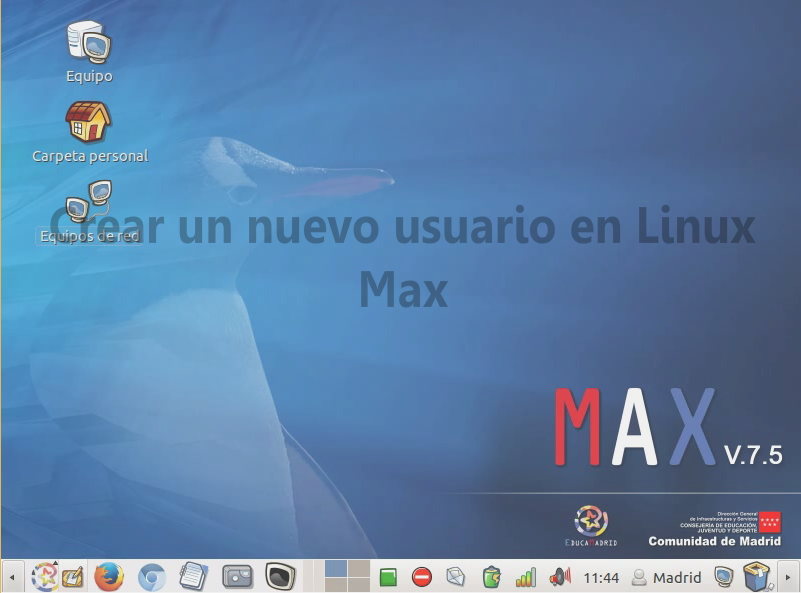 Equipo
Carpeta personal
Equipos de red
Crear un nuevo usuario en Linux
Max
MAX V.7.5
EDUCAMADRID
Dirección General
de Infraestructuras y Servicios
CONSEJERÍA DE EDUCACIÓN,
JUVENTUD Y DEPORTE
Comunidad de Madrid
11:44
Madrid